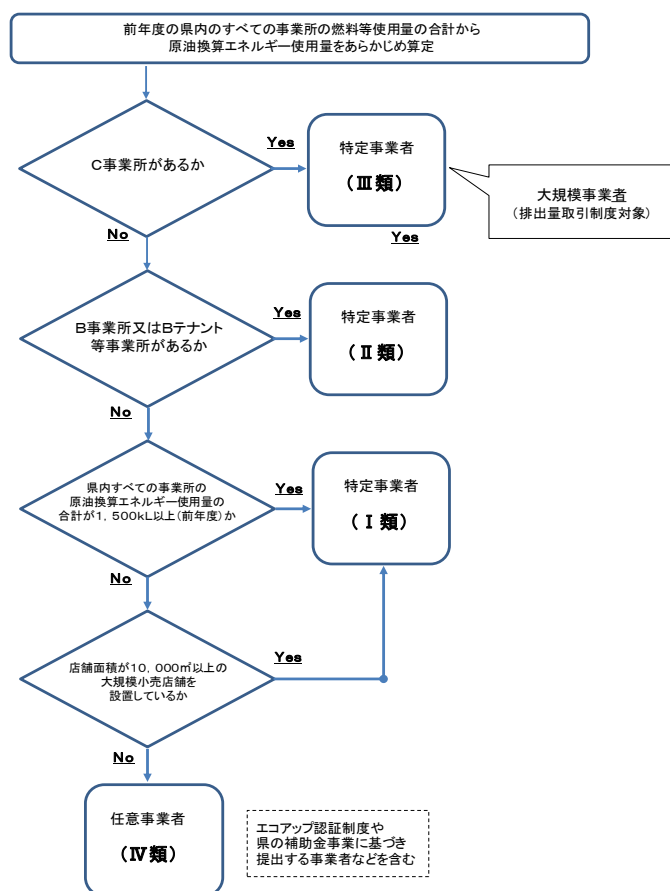 前年度の県内のすべての事業所の燃料等使用量の合計から
原油換算エネルギー使用量をあらかじめ算定
C事業所があるか
Yes
特定事業者
(Ⅲ類)
大規模事業者
(排出量取引制度対象)
Yes
No
B事業所又はBテナント
等事業所があるか
Yes
特定事業者
(Ⅱ類)
No
県内すべての事業所の
原油換算エネルギー使用量の
合計が1,500kL以上(前年度)か
Yes
特定事業者
(Ⅰ類)
No
店舗面積が10,000㎡以上の
大規模小売店舗を
設置しているか
Yes
No
任意事業者
(Ⅳ類)
エコアップ認証制度や
県の補助金事業に基づき
提出する事業者などを含む